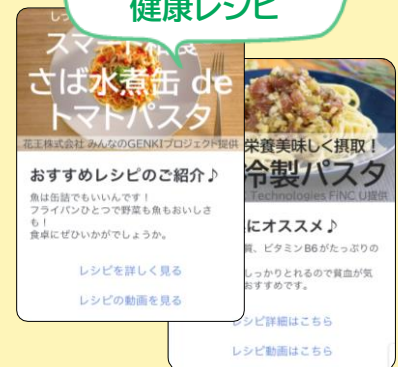 健康レシピ
スマート和食
さば水煮缶 de
トマトパスタ
花王株式会社 みんなのGENKIプロジェクト提供
おすすめレシピのご紹介♪
魚は缶詰でもいいんです！
フライパンひとつで野菜も魚もおいしさ
も！
食卓にぜひいかがでしょうか。
レシピを詳しく見る
レシピの動画を見る
栄養美味しく摂取！
冷製パスタ
Technologies FiNC U提供
にオススメ♪
質、ビタミンB6がたっぷりの
しっかりとれるので貧血が気
おすすめです。
レシピ詳細はこちら
レシピ動画はこちら